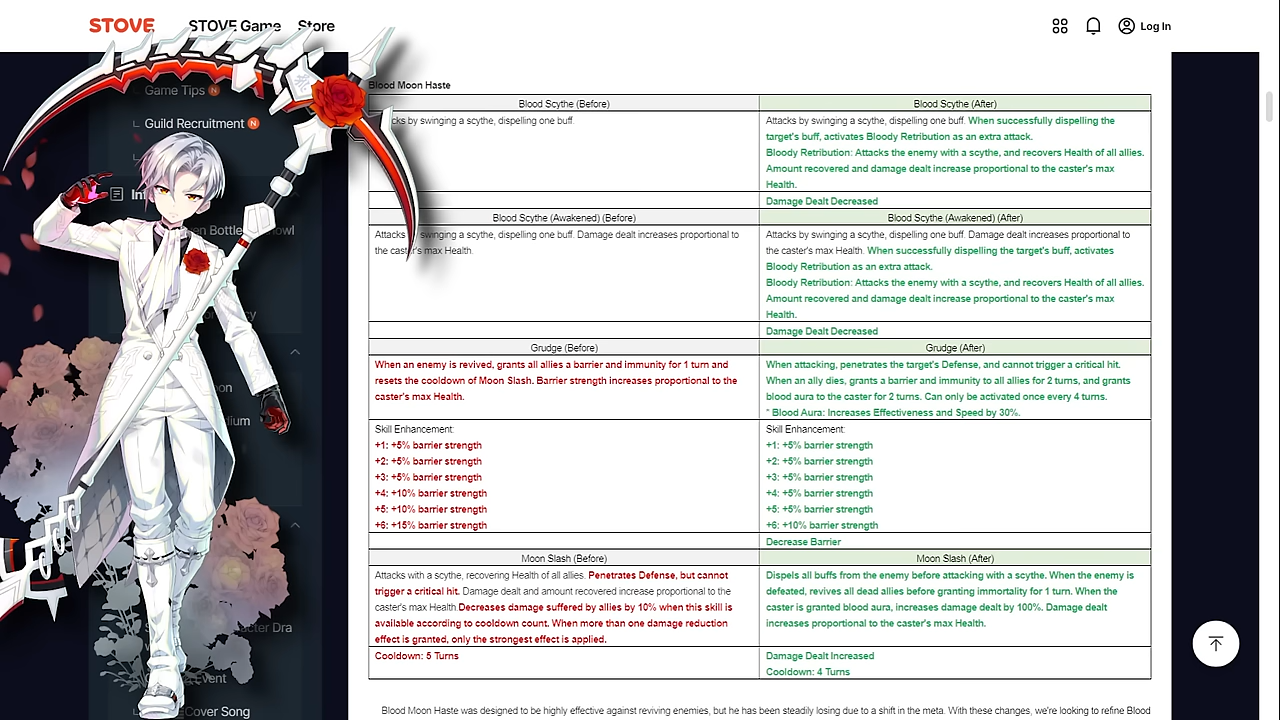 STOVE
STOVE Game Store
Log In
Game Tips N
Guild Recruitment N
Blood Moon Haste
Blood Scythe (Before)
Blood Scythe (After)
cks by swinging a scythe, dispelling one buff.
Attacks by swinging a scythe, dispelling one buff. When successfully dispelling the
target's buff, activates Bloody Retribution as an extra attack.
Bloody Retribution: Attacks the enemy with a scythe, and recovers Health of all allies.
Amount recovered and damage dealt increase proportional to the caster's max
Health.
Damage Dealt Decreased
Blood Scythe (Awakened) (Before)
Blood Scythe (Awakened) (After)
Attacks by swinging a scythe, dispelling one buff. Damage dealt increases proportional to
the caster's max Health.
Attacks by swinging a scythe, dispelling one buff. Damage dealt increases proportional to
the caster's max Health. When successfully dispelling the target's buff, activates
Bloody Retribution as an extra attack.
Bloody Retribution: Attacks the enemy with a scythe, and recovers Health of all allies.
Amount recovered and damage dealt increase proportional to the caster's max
Health.
Damage Dealt Decreased
Grudge (Before)
Grudge (After)
When an enemy is revived, grants all allies a barrier and immunity for 1 turn and
resets the cooldown of Moon Slash. Barrier strength increases proportional to the
caster's max Health.
When attacking, penetrates the target's Defense, and cannot trigger a critical hit.
When an ally dies, grants a barrier and immunity to all allies for 2 turns, and grants
blood aura to the caster for 2 turns. Can only be activated once every 4 turns.
* Blood Aura: Increases Effectiveness and Speed by 30%.
Skill Enhancement:
+1: +5% barrier strength
+2: +5% barrier strength
+3: +5% barrier strength
+4: +10% barrier strength
+5: +10% barrier strength
+6: +15% barrier strength
Skill Enhancement:
+1: +5% barrier strength
+2: +5% barrier strength
+3: +5% barrier strength
+4: +5% barrier strength
+5: +5% barrier strength
+6: +10% barrier strength
Decrease Barrier
Moon Slash (Before)
Moon Slash (After)
Attacks with a scythe, recovering Health of all allies. Penetrates Defense, but cannot
trigger a critical hit. Damage dealt and amount recovered increase proportional to the
caster's max Health.Decreases damage suffered by allies by 10% when this skill is
available according to cooldown count. When more than one damage reduction
effect is granted, only the strongest effect is applied.
Dispels all buffs from the enemy before attacking with a scythe. When the enemy is
defeated, revives all dead allies before granting immortality for 1 turn. When the
caster is granted blood aura, increases damage dealt by 100%. Damage dealt
increases proportional to the caster's max Health.
Cooldown: 5 Turns
Damage Dealt Increased
Cooldown: 4 Turns
Event
Cover Song
Blood Moon Haste was designed to be highly effective against reviving enemies, but he has been steadily losing due to a shift in the meta. With these changes, we're looking to refine Blood